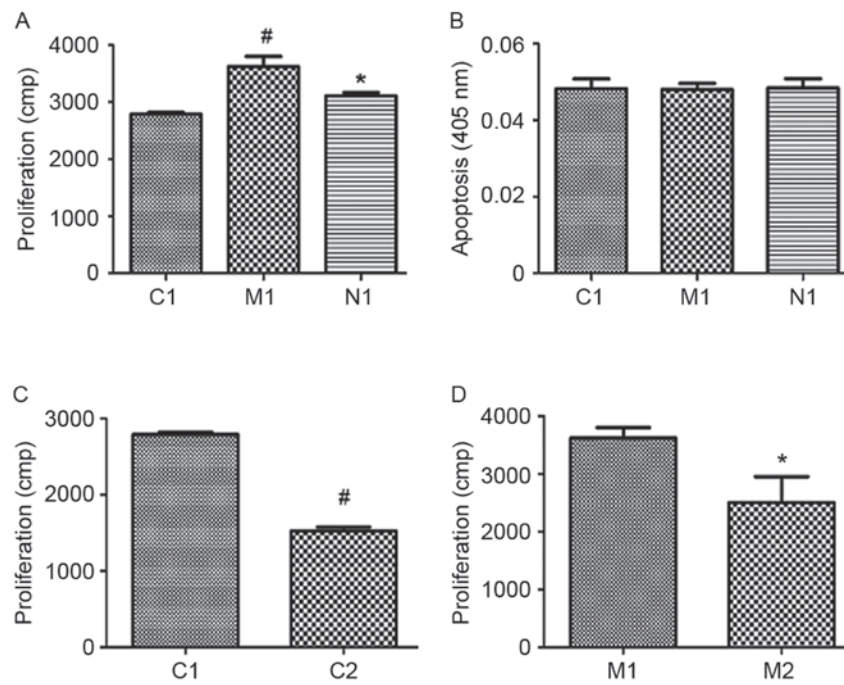 A
Proliferation (cmp)
4000
3000
2000
1000
0
#
*
C1 M1 N1
B
Apoptosis (405 nm)
0.06
0.04
0.02
0
C1 M1 N1
C
Proliferation (cmp)
3000
2000
1000
0
#
C1 C2
D
Proliferation (cmp)
4000
3000
2000
1000
0
*
M1 M2